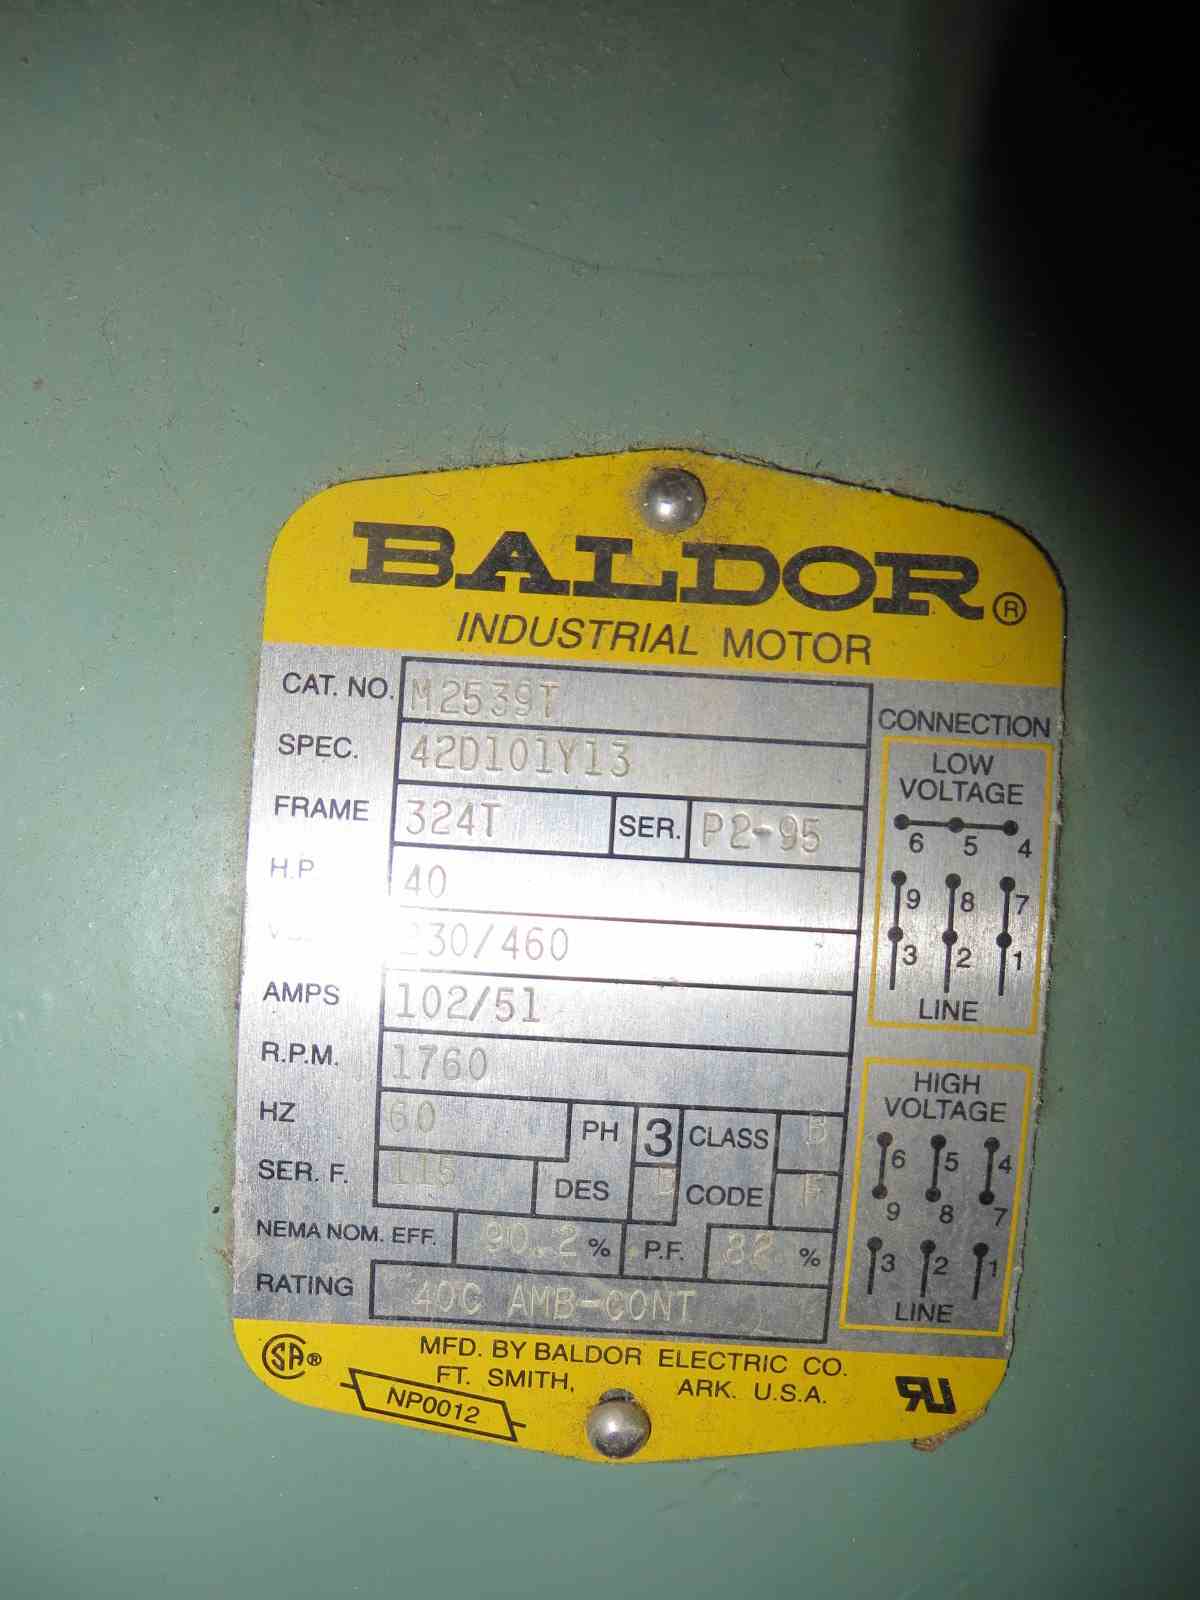 BALDOR®
INDUSTRIAL MOTOR
CAT. NO. M2539T
SPEC. 42D101Y13
FRAME 324T SER. P2-95
H.P 40
230/460
AMPS 102/51
R.P.M. 1760
HZ 60 PH 3 CLASS B
SER. F. 115 DES CODE F
NEMA NOM. EFF. 90.2 % P.F. 82 %
RATING 40C AMB-CONT
CONNECTION
LOW
VOLTAGE
6 5 4
9 8 7
3 2 1
LINE
HIGH
VOLTAGE
6 5 4
9 8 7
3 2 1
LINE
SA®
MFD. BY BALDOR ELECTRIC CO.
FT. SMITH, ARK. U.S.A.
NP0012
RU